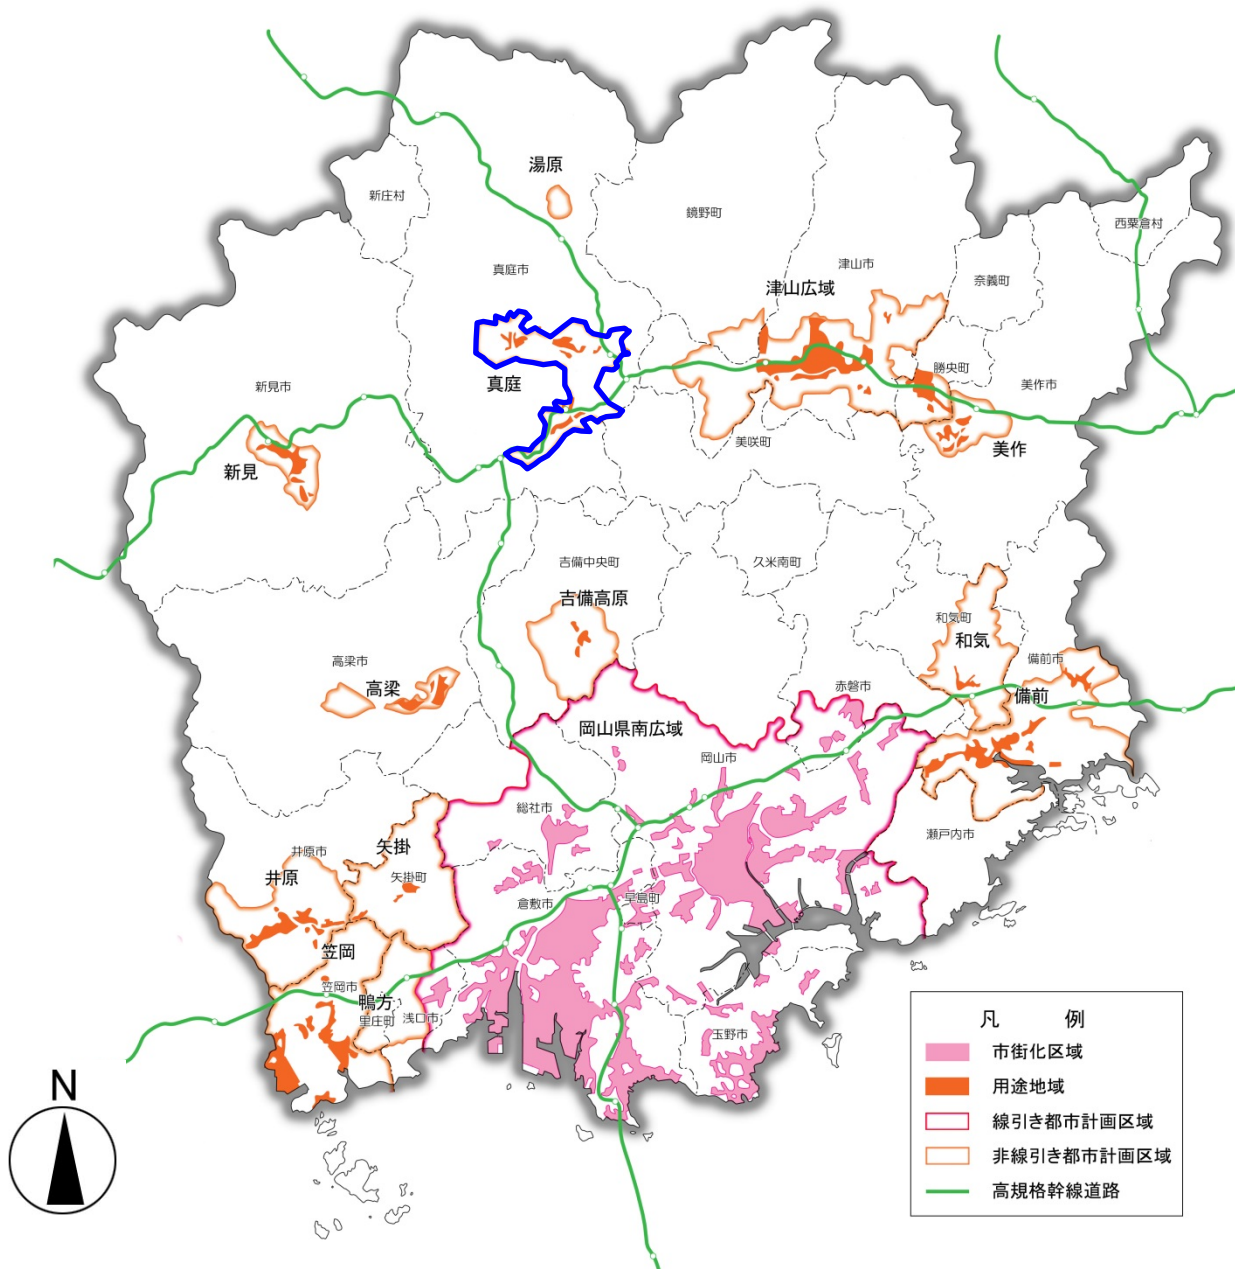 湯原
新庄村
鏡野町
西粟倉村
真庭市
津山市
奈義町
津山広域
勝央町
真庭
新見市
美作市
美咲町
美作
新見
吉備中央町
久米南町
吉備高原
和気町
和気
高梁市
備前市
高梁
赤磐市
備前
岡山県南広域
岡山市
総社市
瀬戸内市
矢掛
井原市
井原
矢掛町
倉敷市
早島町
笠岡
笠岡市
鴨方
里庄町
浅口市
玉野市
凡 例
市街化区域
用途地域
線引き都市計画区域
非線引き都市計画区域
高規格幹線道路
N